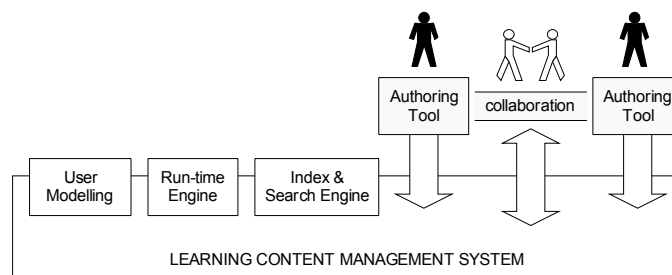 Authoring
Tool
collaboration
Authoring
Tool
User
Modelling
Run-time
Engine
Index &
Search Engine
LEARNING CONTENT MANAGEMENT SYSTEM